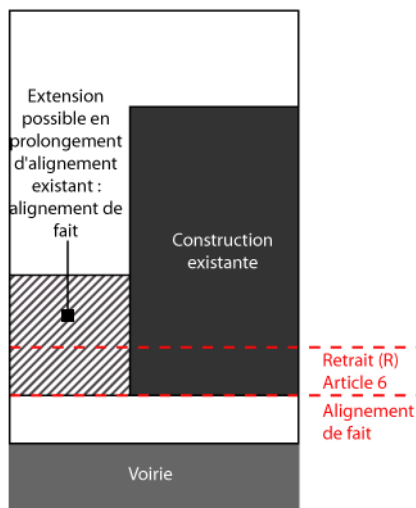 Extension
possible en
prolongement
d'alignement
existant :
alignement de
fait
Construction
existante
Retrait (R)
Article 6
Alignement
de fait
Voirie